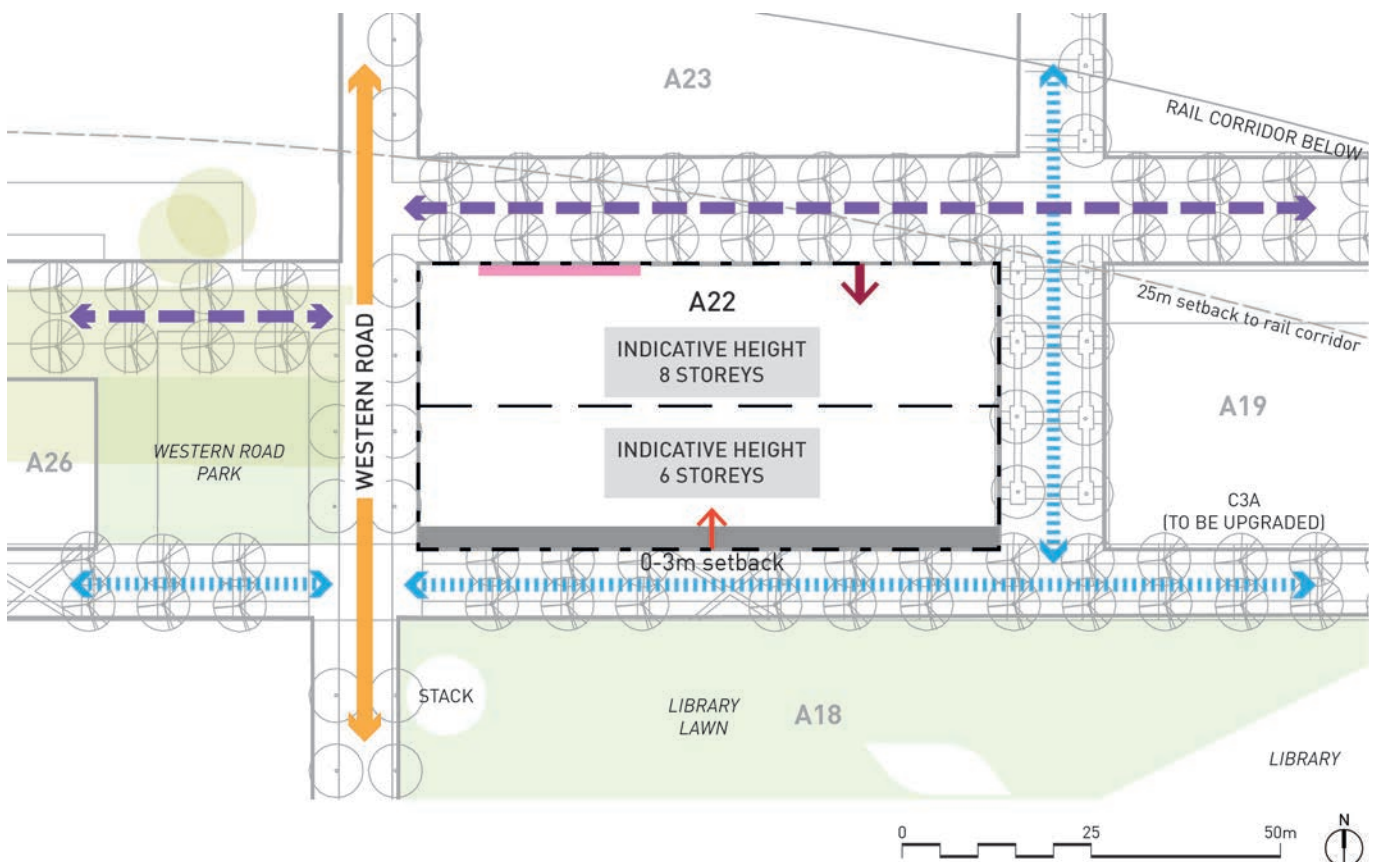 A23
RAIL CORRIDOR BELOW
WESTERN ROAD
A22
INDICATIVE HEIGHT
8 STOREYS
25m setback to rail corridor
A19
A26
WESTERN ROAD
PARK
INDICATIVE HEIGHT
6 STOREYS
C3A
(TO BE UPGRADED)
0-3m setback
STACK
LIBRARY
LAWN
A18
LIBRARY
0
25
50m
N